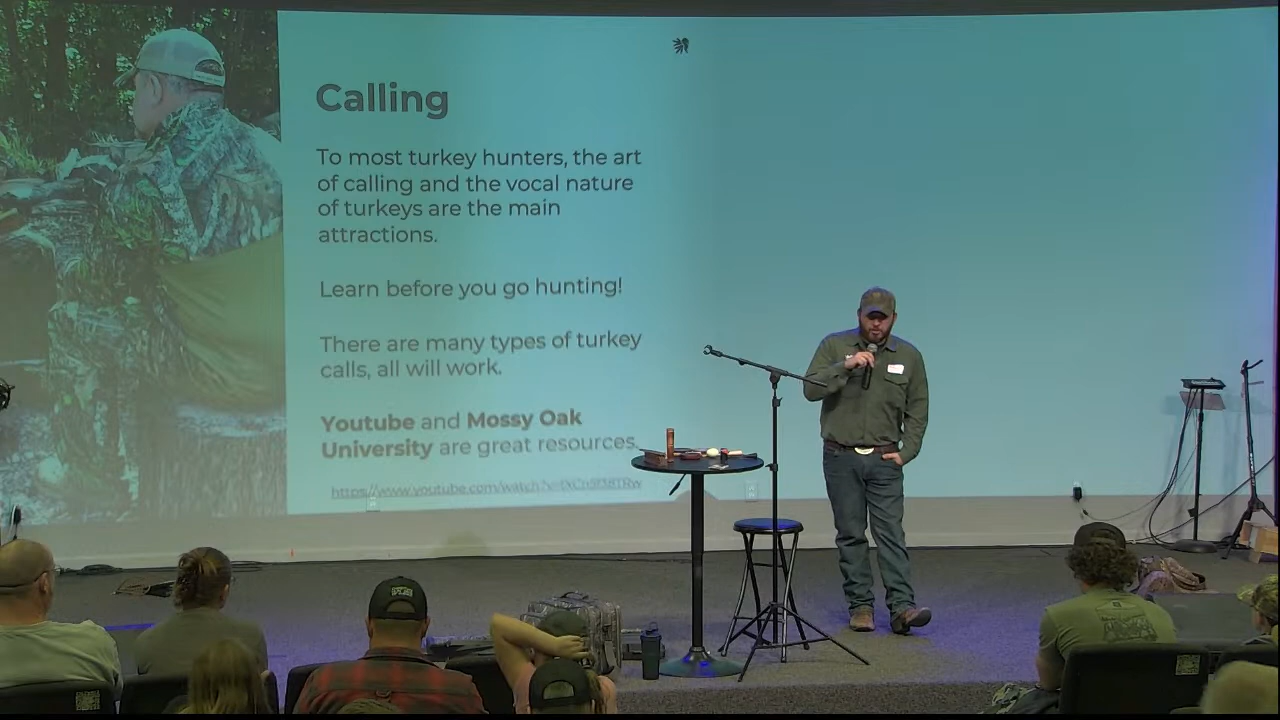 Calling
To most turkey hunters, the art
of calling and the vocal nature
of turkeys are the main
attractions.
Learn before you go hunting!
There are many types of turkey
calls, all will work.
Youtube and Mossy Oak
University are great resources.